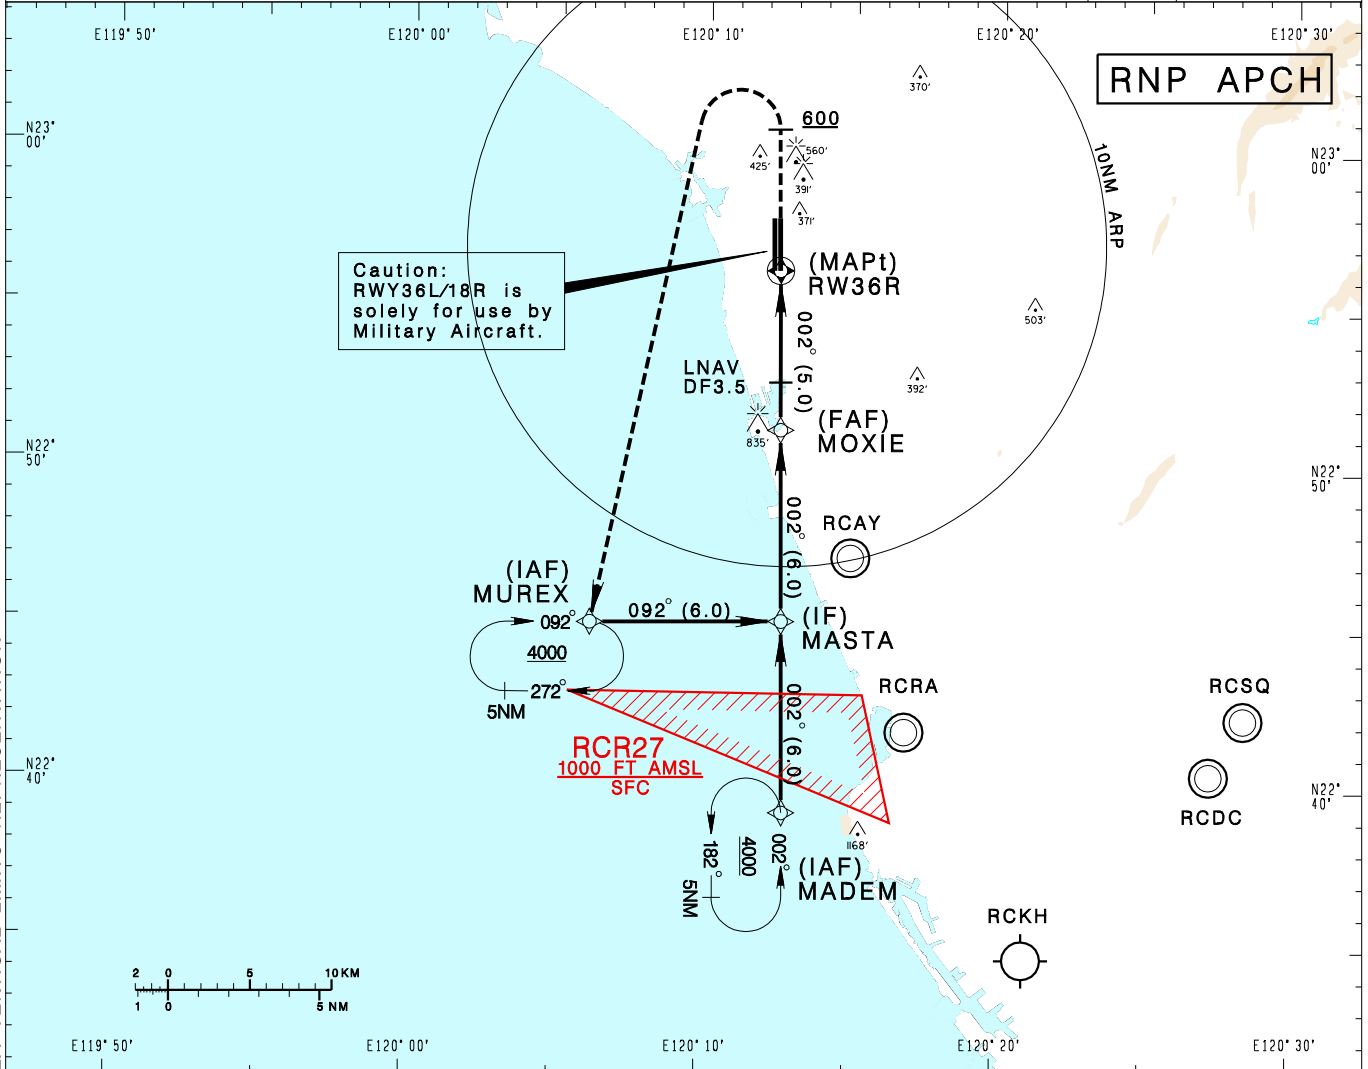 E119°50'
E120°00'
E120°10'
E120°20'
E120°30'
RNP APCH
370'
N23°
00'
600
425'
560'
391'
371'
10NM ARP
N23°
00'
Caution:
RWY36L/18R is
solely for use by
Military Aircraft.
(MAPt)
RW36R
503'
002° (5.0)
LNAV
DF3.5
392'
(FAF)
MOXIE
835'
N22°
50'
N22°
50'
002° (6.0)
RCAY
(IAF)
MUREX
092°
092° (6.0)
(IF)
MASTA
4000
272°
5NM
002° (6.0)
RCRA
RCSQ
RCR27
1000 FT AMSL
SFC
N22°
40'
N22°
40'
RCDC
1168'
182°
4000
002°
5NM
(IAF)
MADEM
RCKH
2 0 5 10KM
1 0 5 NM
E119°50'
E120°00'
E120°10'
E120°20'
E120°30'